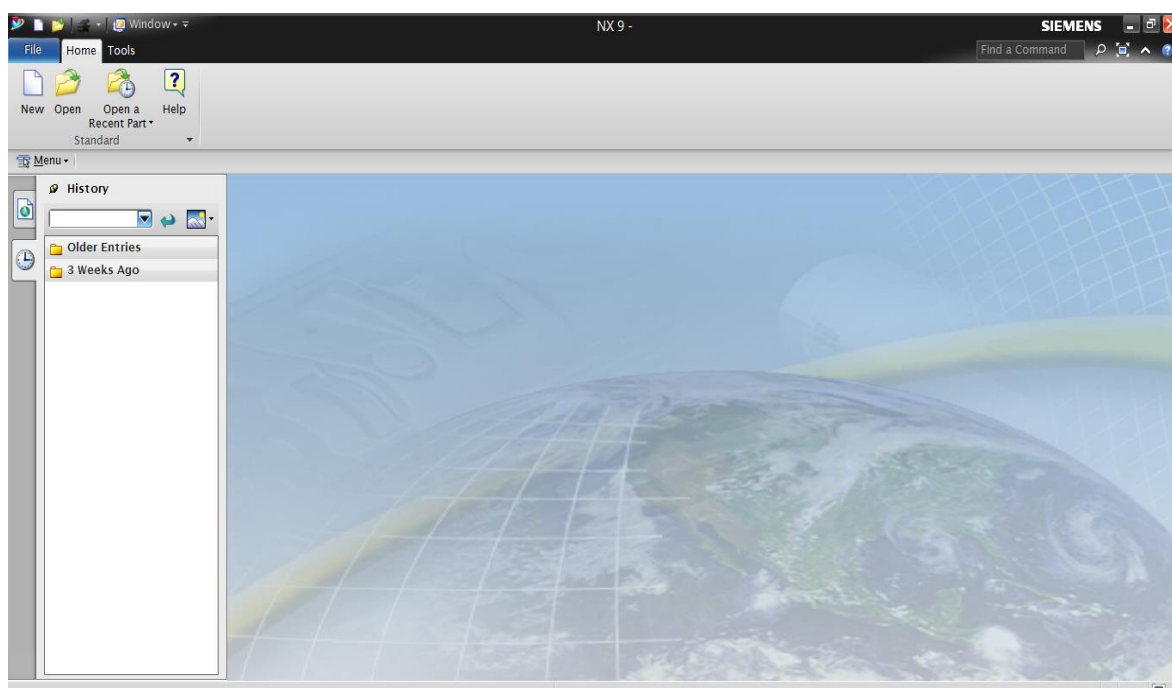 Window
NX 9 -
SIEMENS
File
Home
Tools
Find a Command
New
Open
Open a
Recent Part
Help
?
Standard
Menu
History
Older Entries
3 Weeks Ago